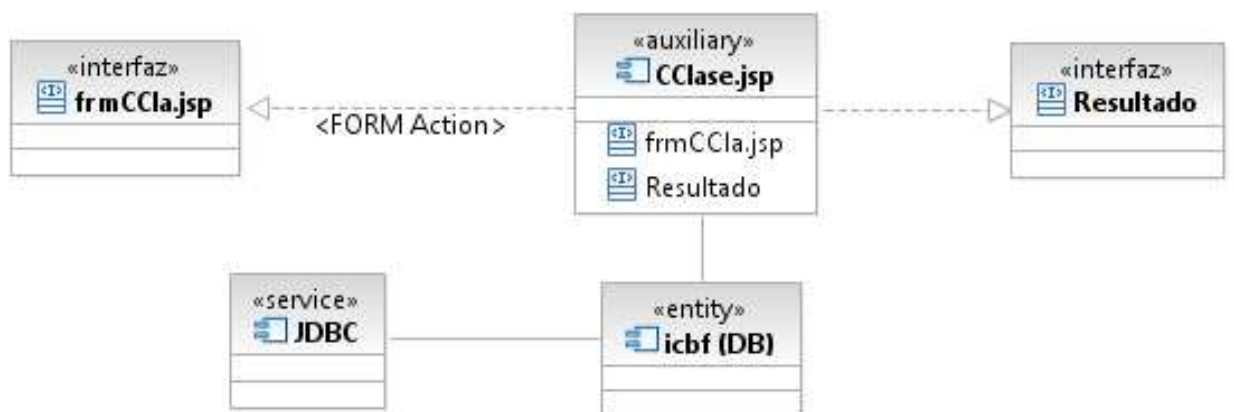 «interfaz»
frmCCla.jsp
<FORM Action>
«auxiliary»
CClase.jsp
frmCCla.jsp
Resultado
«interfaz»
Resultado
«service»
JDBC
«entity»
icbf (DB)